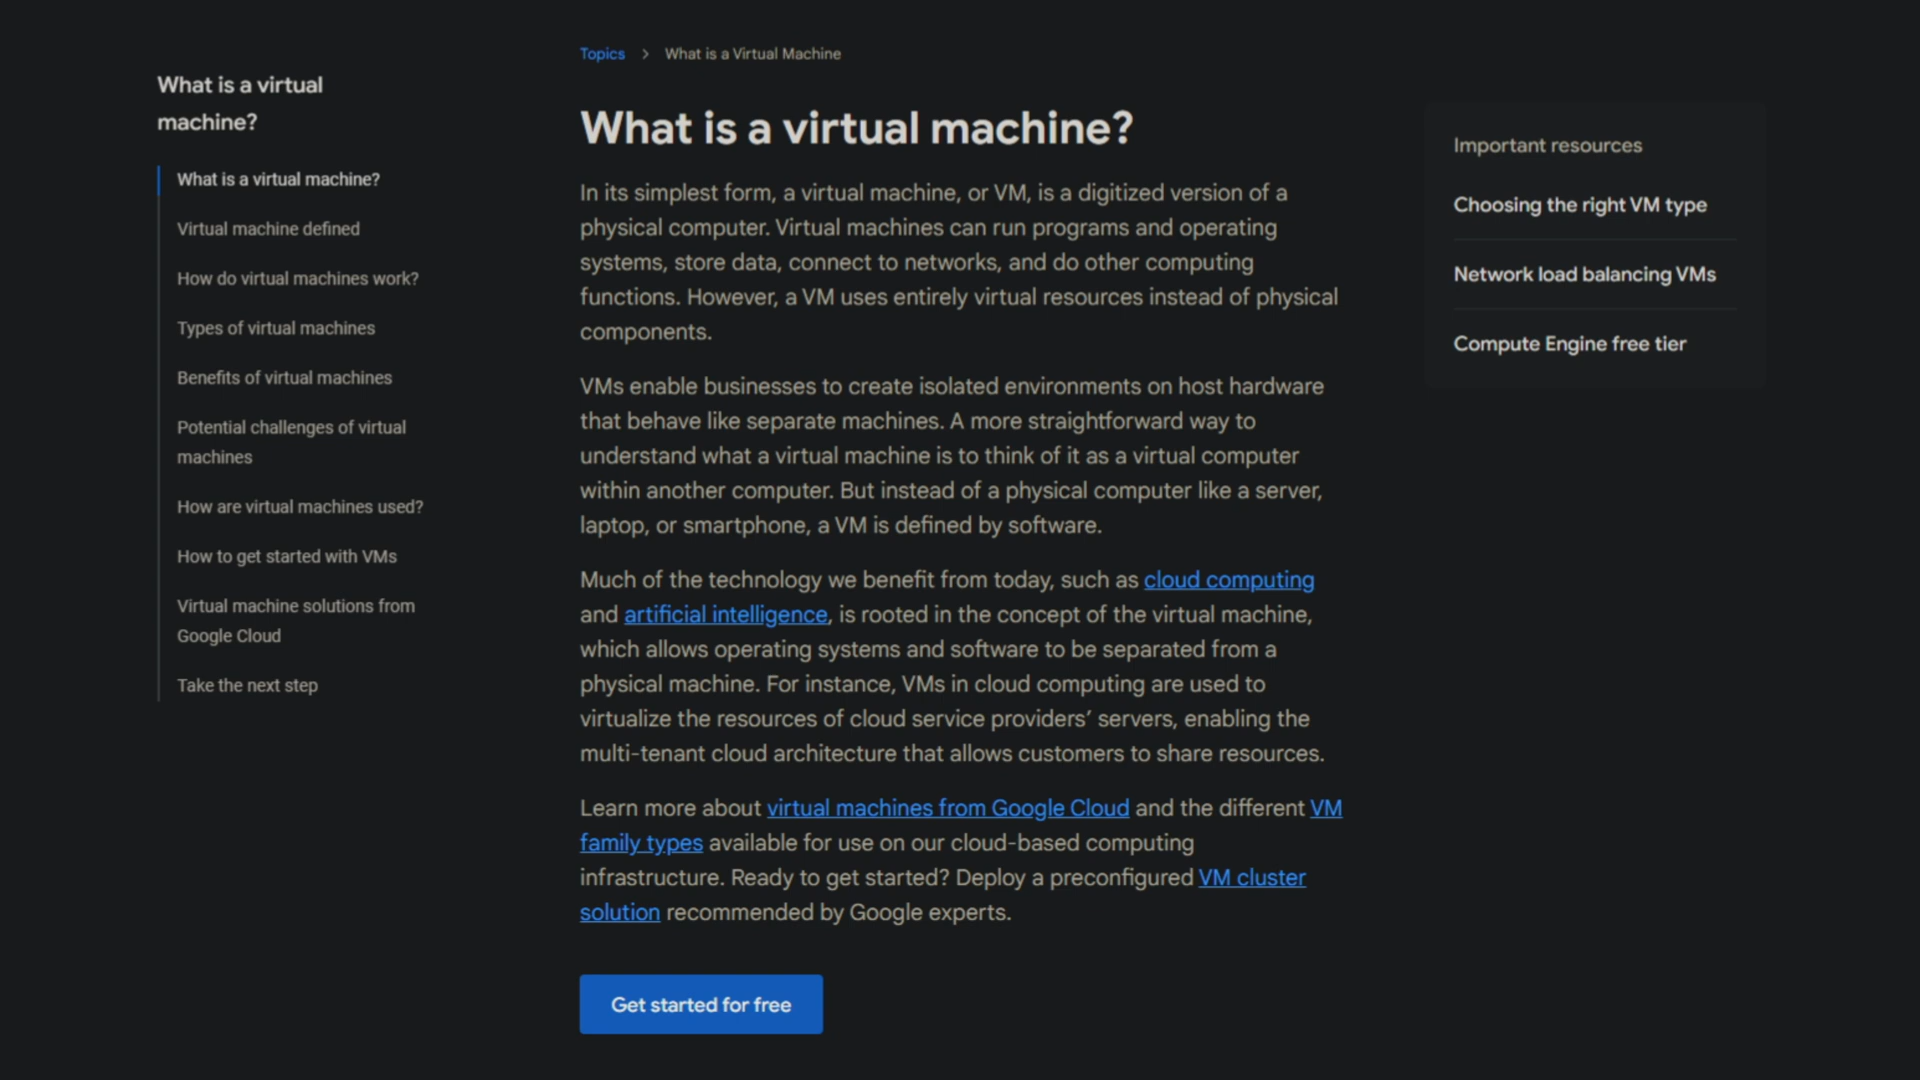 What is a virtual
machine?
What is a virtual machine?
Virtual machine defined
How do virtual machines work?
Types of virtual machines
Benefits of virtual machines
Potential challenges of virtual
machines
How are virtual machines used?
How to get started with VMs
Virtual machine solutions from
Google Cloud
Take the next step
Topics > What is a Virtual Machine
What is a virtual machine?
In its simplest form, a virtual machine, or VM, is a digitized version of a
physical computer. Virtual machines can run programs and operating
systems, store data, connect to networks, and do other computing
functions. However, a VM uses entirely virtual resources instead of physical
components.
VMs enable businesses to create isolated environments on host hardware
that behave like separate machines. A more straightforward way to
understand what a virtual machine is to think of it as a virtual computer
within another computer. But instead of a physical computer like a server,
laptop, or smartphone, a VM is defined by software.
Much of the technology we benefit from today, such as cloud computing
and artificial intelligence, is rooted in the concept of the virtual machine,
which allows operating systems and software to be separated from a
physical machine. For instance, VMs in cloud computing are used to
virtualize the resources of cloud service providers’ servers, enabling the
multi-tenant cloud architecture that allows customers to share resources.
Learn more about virtual machines from Google Cloud and the different VM
family types available for use on our cloud-based computing
infrastructure. Ready to get started? Deploy a preconfigured VM cluster
solution recommended by Google experts.
Get started for free
Important resources
Choosing the right VM type
Network load balancing VMs
Compute Engine free tier